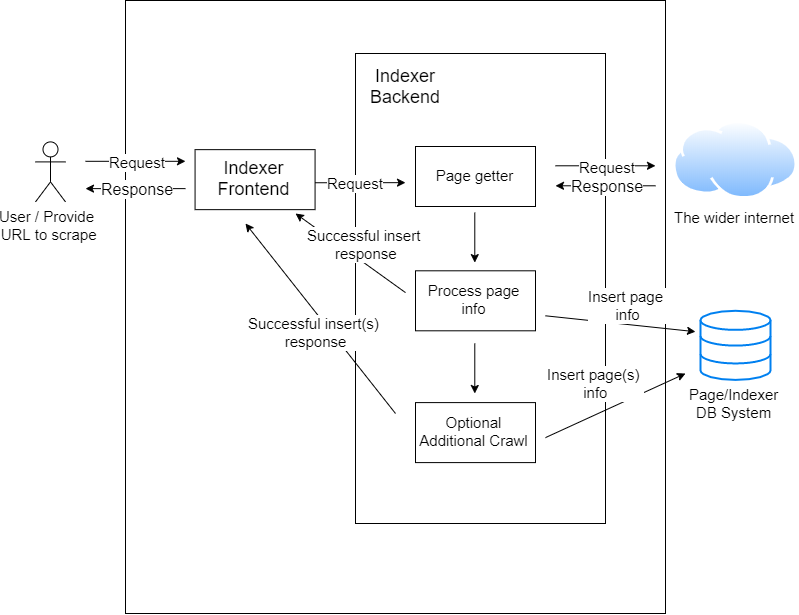 Indexer
Backend
Request
Response
User / Provide
URL to scrape
Indexer
Frontend
Request
Page getter
Request
Response
The wider internet
Successful insert
response
Process page
info
Insert page
info
Successful insert(s)
response
Insert page(s)
info
Page/Indexer
DB System
Optional
Additional Crawl